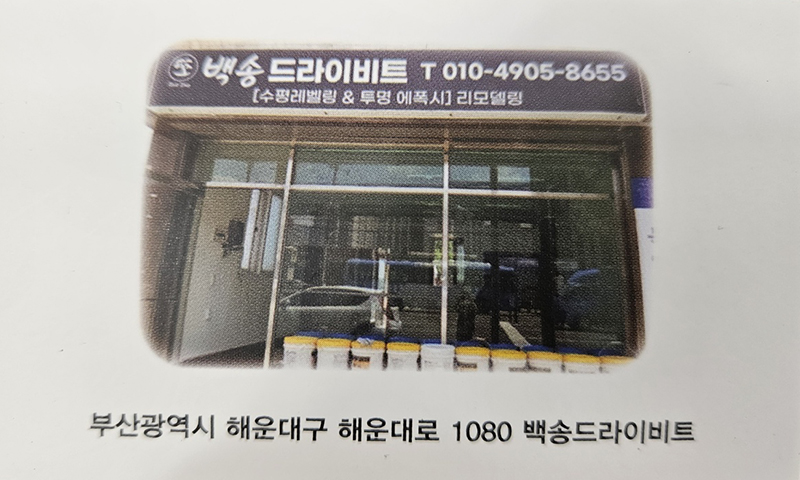 백송 드라이비트 T 010-4905-8655
[수평레벨링 & 투명 에폭시] 리모델링
부산광역시 해운대구 해운대로 1080 백송드라이비트